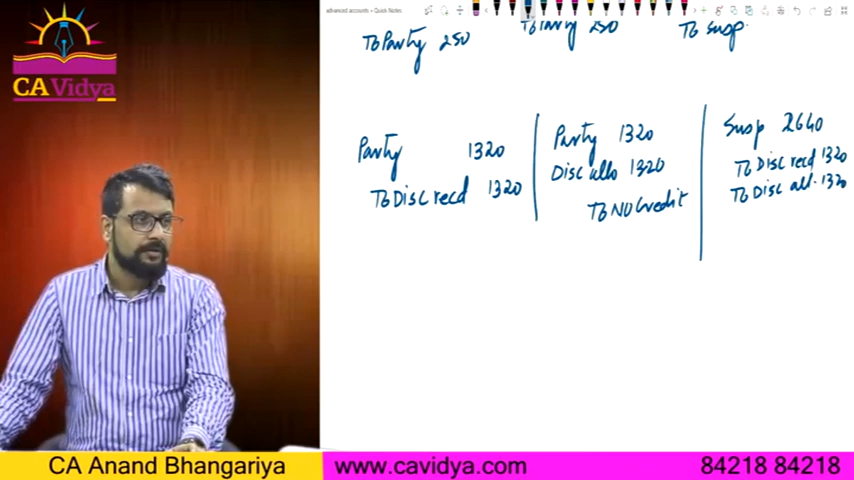 advanced accounts • Quick Notes
To Party 250
To Party 250
To Susp.
Party 1320
To Disc recd 1320
Party 1320
Disc allo 1320
To No Credit
Susp 2640
To Disc recd 1320
To Disc all. 1320
CA Vidya
CA Anand Bhangariya
www.cavidya.com
84218 84218